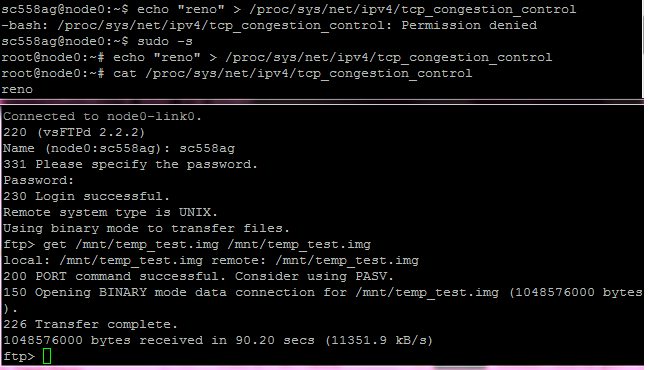 sc558ag@node0:~$ echo "reno" > /proc/sys/net/ipv4/tcp_congestion_control
-bash: /proc/sys/net/ipv4/tcp_congestion_control: Permission denied
sc558ag@node0:~$ sudo -s
root@node0:~# echo "reno" > /proc/sys/net/ipv4/tcp_congestion_control
root@node0:~# cat /proc/sys/net/ipv4/tcp_congestion_control
reno
Connected to node0-link0.
220 (vsFTPd 2.2.2)
Name (node0:sc558ag): sc558ag
331 Please specify the password.
Password:
230 Login successful.
Remote system type is UNIX.
Using binary mode to transfer files.
ftp> get /mnt/temp_test.img /mnt/temp_test.img
local: /mnt/temp_test.img remote: /mnt/temp_test.img
200 PORT command successful. Consider using PASV.
150 Opening BINARY mode data connection for /mnt/temp_test.img (1048576000 bytes
).
226 Transfer complete.
1048576000 bytes received in 90.20 secs (11351.9 kB/s)
ftp>